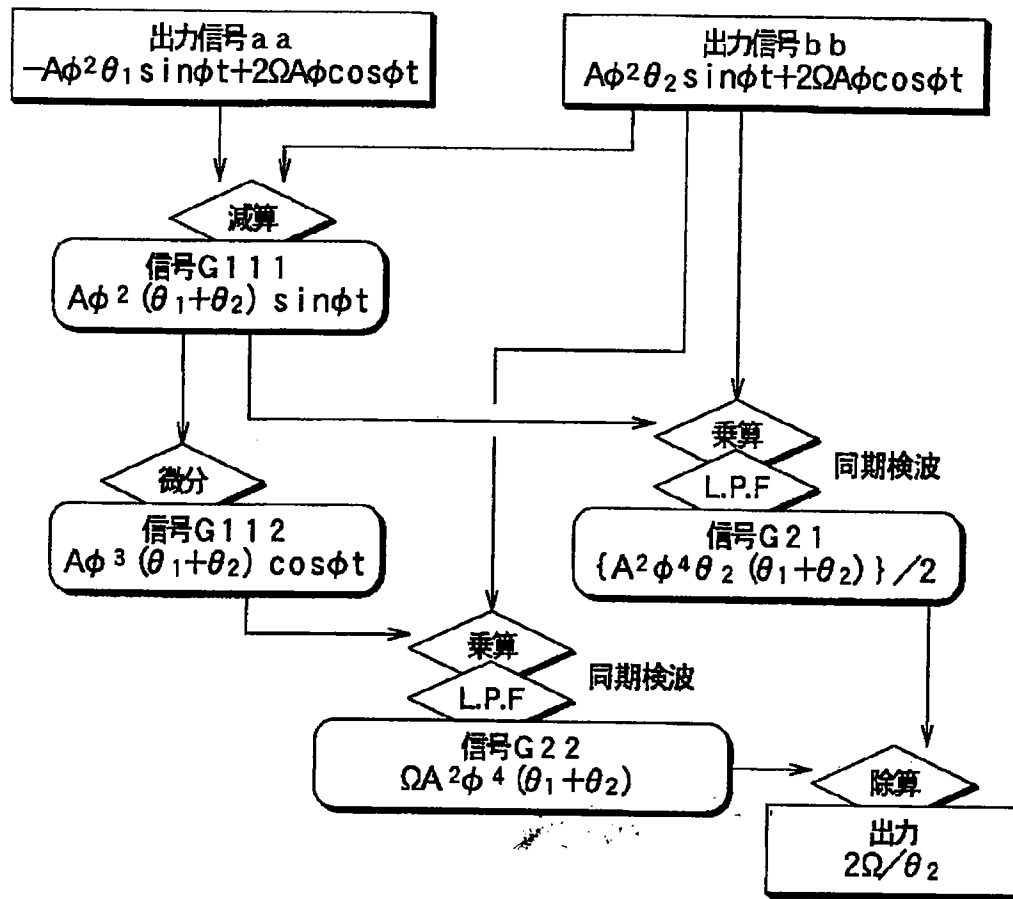 出力信号aa
−Aφ²θ₁sinφt+2ΩAφcosφt
出力信号bb
Aφ²θ₂sinφt+2ΩAφcosφt
減算
信号G111
Aφ²(θ₁+θ₂)sinφt
乗算
同期検波
L.P.F
微分
信号G112
Aφ³(θ₁+θ₂)cosφt
信号G21
{A²φ⁴θ₂(θ₁+θ₂)}/2
乗算
同期検波
L.P.F
信号G22
ΩA²φ⁴(θ₁+θ₂)
除算
出力
2Ω/θ₂